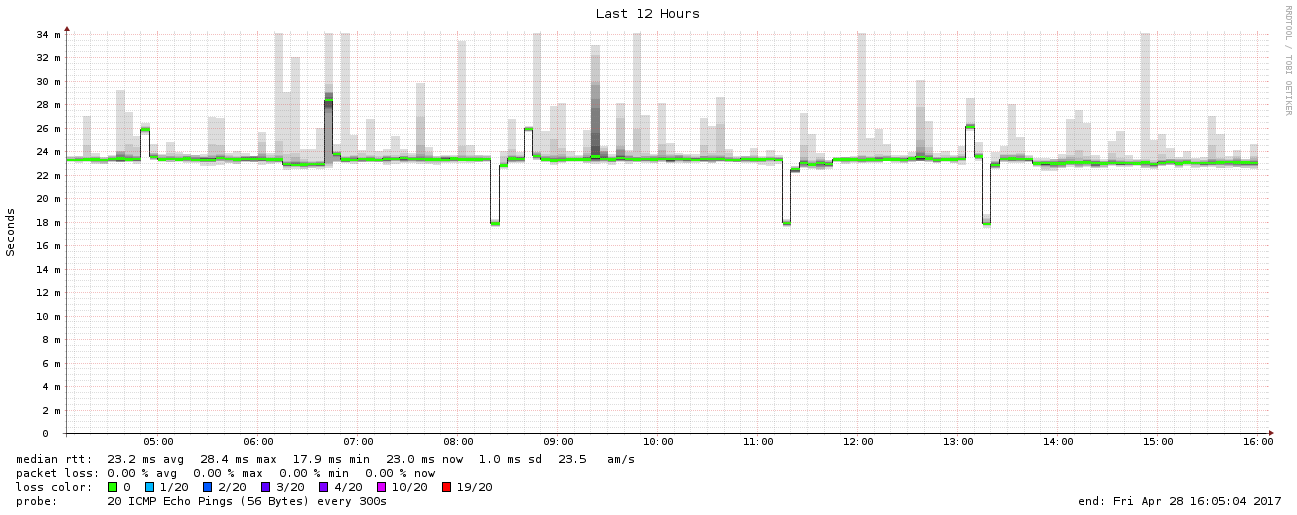 Last 12 Hours
RRDTOOL / TOBI OETIKER
34 m
32 m
30 m
28 m
26 m
24 m
22 m
20 m
18 m
16 m
14 m
12 m
10 m
8 m
6 m
4 m
2 m
0
Seconds
05:00 06:00 07:00 08:00 09:00 10:00 11:00 12:00 13:00 14:00 15:00 16:00
median rtt: 23.2 ms avg 28.4 ms max 17.9 ms min 23.0 ms now 1.0 ms sd 23.5 am/s
packet loss: 0.00 % avg 0.00 % max 0.00 % min 0.00 % now
loss color: 0 1/20 2/20 3/20 4/20 10/20 19/20
probe: 20 ICMP Echo Pings (56 Bytes) every 300s end: Fri Apr 28 16:05:04 2017